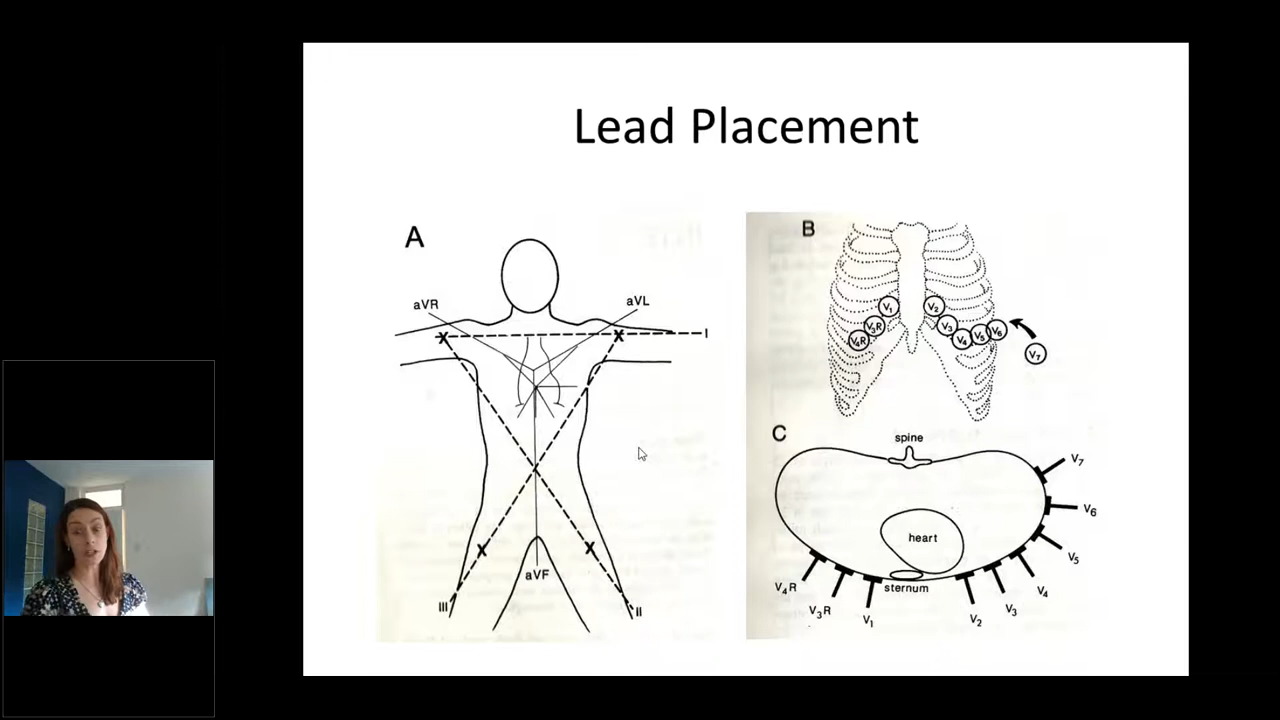 Lead Placement
A
aVR
aVL
I
III
aVF
II
B
V1
V2
V3R
V3
V4R
V4
V5
V6
V7
C
spine
V7
V6
heart
V5
V4R
sternum
V4
V3R
V3
V1
V2